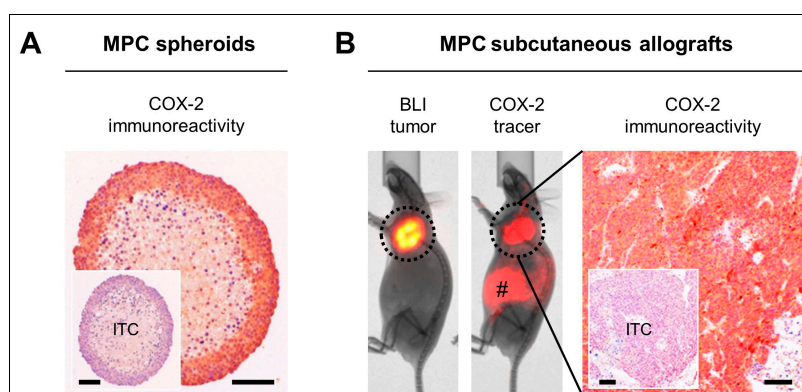 A
MPC spheroids
COX-2
immunoreactivity
ITC
B
MPC subcutaneous allografts
BLI
tumor
COX-2
tracer
COX-2
immunoreactivity
#
ITC